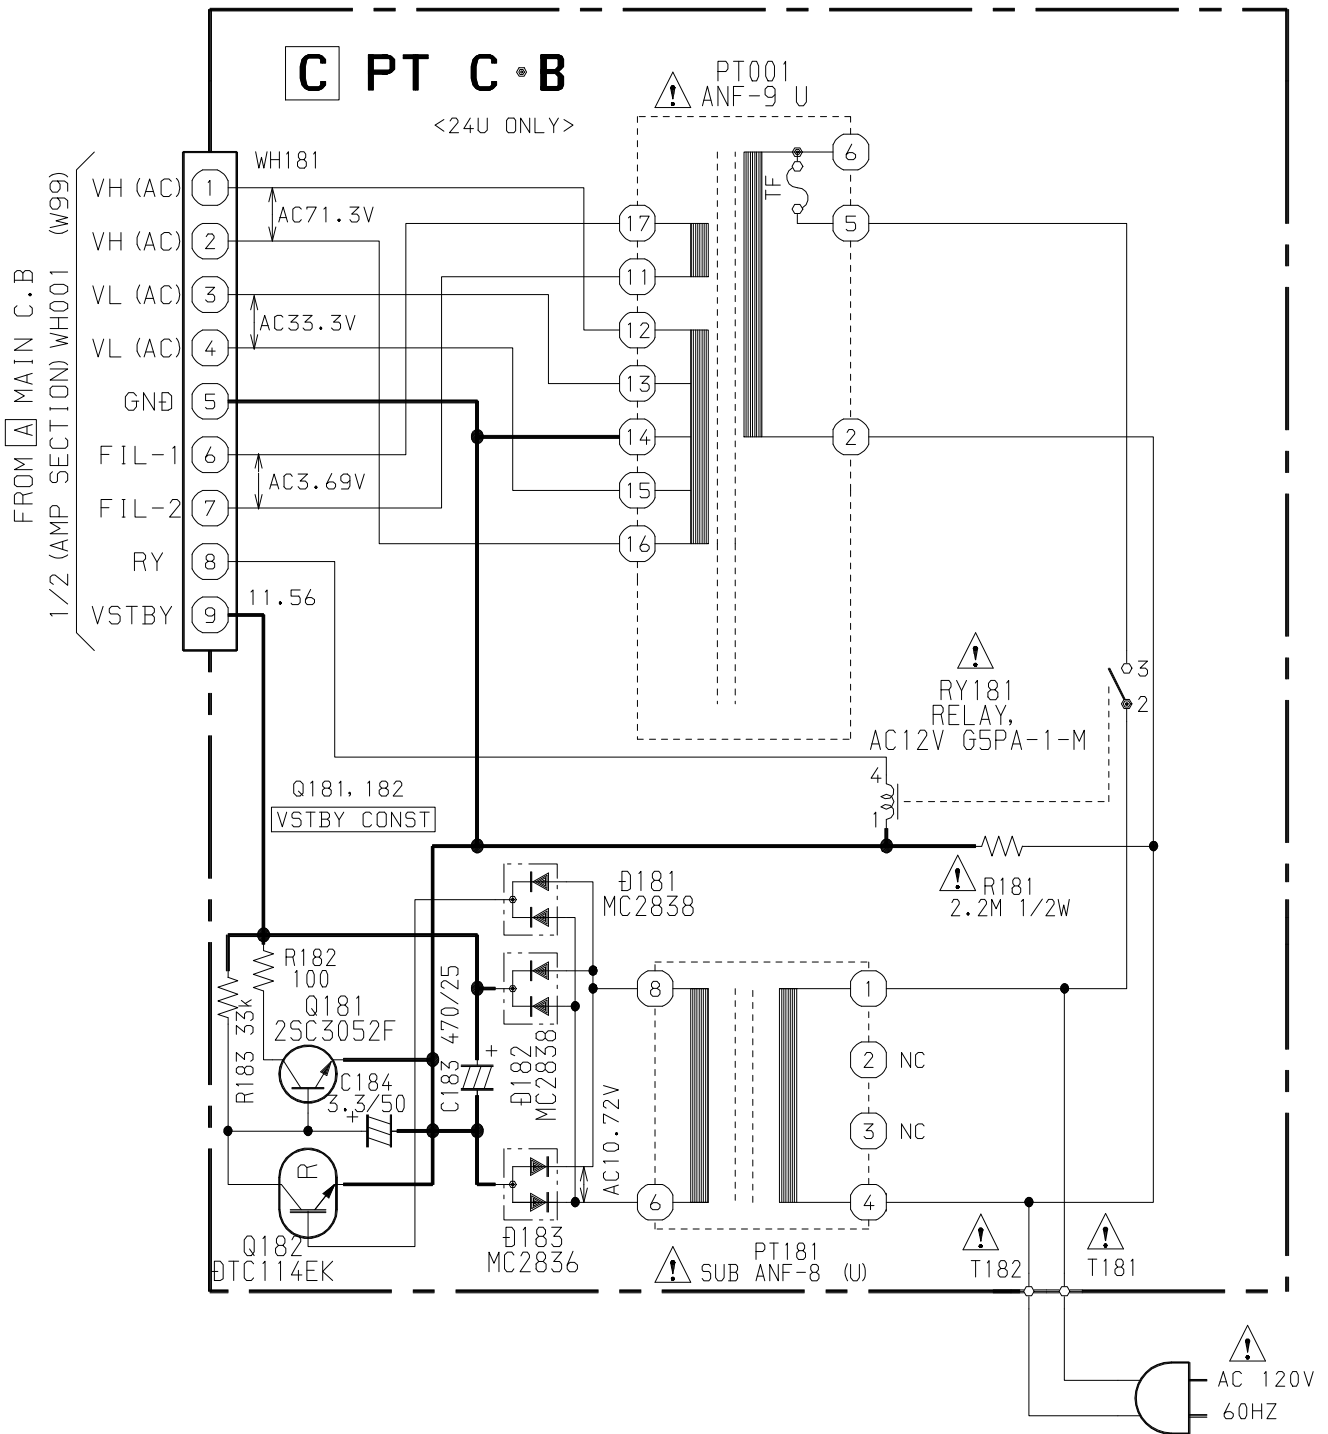 C PT C·B
<24U ONLY>
PT001
ANF-9 U
WH181
FROM A MAIN C.B
1/2 (AMP SECTION) WH001 (W99)
VH (AC) 1
AC71.3V
VH (AC) 2
VL (AC) 3
AC33.3V
VL (AC) 4
GND 5
FIL-1 6
AC3.69V
FIL-2 7
RY 8
VSTBY 9
11.56
17
11
12
13
14
15
16
TF
6
5
2
3
2
RY181
RELAY,
AC12V G5PA-1-M
4
1
Q181, 182
VSTBY CONST
R181
2.2M 1/2W
D181
MC2838
R182
100
R183 33k
Q181
2SC3052F
C184
3.3/50
+
C183 470/25
+
D182
MC2838
R
Q182
DTC114EK
D183
MC2836
AC10.72V
8
6
1
2 NC
3 NC
4
PT181
SUB ANF-8 (U)
T182
T181
AC 120V
60HZ